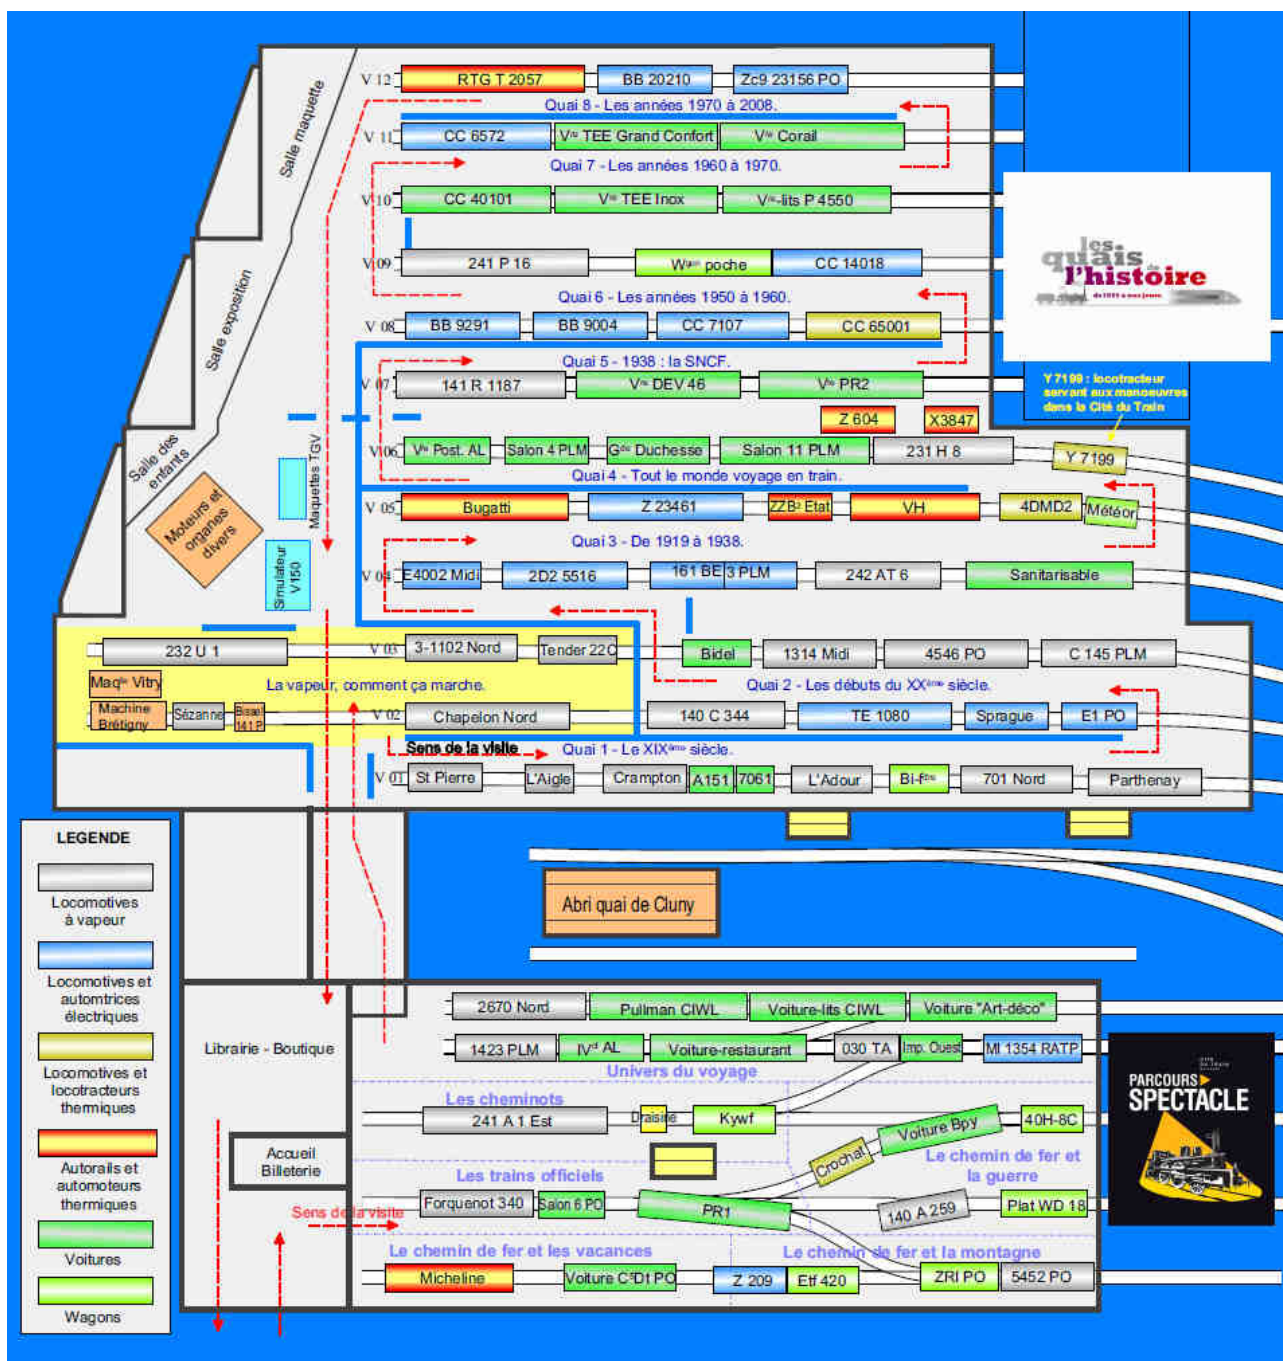 V 12 RTG T 2057 BB 20210 Zc9 23156 PO
Quai 8 - Les années 1970 à 2008.
V 11 CC 6572 Vre TEE Grand Confort Vre Corail
Quai 7 - Les années 1960 à 1970.
V 10 CC 40101 Vre TEE Inox Vre-lits P 4550
V 09 241 P 16 Wgon poche CC 14018
Quai 6 - Les années 1950 à 1960.
V 08 BB 9291 BB 9004 CC 7107 CC 65001
Quai 5 - 1938 : la SNCF.
V 07 141 R 1187 Vre DEV 46 Vre PR2
Z 604 X3847
V 06 Vre Post. AL Salon 4 PLM Gde Duchesse Salon 11 PLM 231 H 8 Y 7199
Quai 4 - Tout le monde voyage en train.
V 05 Bugatti Z 23461 ZZB² Etat VH 4DMD2 Météor
Quai 3 - De 1919 à 1938.
V 04 E4002 Midi 2D2 5516 161 BE 3 PLM 242 AT 6 Sanitarisable
232 U 1 V 03 3-1102 Nord Tender 22C Bidel 1314 Midi 4546 PO C 145 PLM
Maqtte Vitry
La vapeur, comment ça marche.
Quai 2 - Les débuts du XXème siècle.
Machine
Brétigny
Sézanne
Bissel
141 P
V 02 Chapelon Nord 140 C 344 TE 1080 Sprague E1 PO
Sens de la visite
Quai 1 - Le XIXème siècle.
V 01 St Pierre L'Aigle Crampton A151 7061 L'Adour Bi-fère 701 Nord Parthenay
Salle maquette
Salle exposition
Salle des
enfants
Moteurs et
organes
divers
Maquettes TGV
Simulateur
V150
les
quais
de
l'histoire
de 1938 à nos jours
Y 7199 : locotracteur
servant aux manoeuvres
dans la Cité du Train
Abri quai de Cluny
LEGENDE
Locomotives
à vapeur
Locomotives et
automtrices
électriques
Locomotives et
locotracteurs
thermiques
Autorails et
automoteurs
thermiques
Voitures
Wagons
Librairie - Boutique
Accueil
Billeterie
Sens de la visite
2670 Nord Pullman CIWL Voiture-lits CIWL Voiture "Art-déco"
1423 PLM IVrd AL Voiture-restaurant 030 TA Imp. Ouest MI 1354 RATP
Univers du voyage
Les cheminots
241 A 1 Est Draisine Kywf Voiture Bpy 40H-8C
Crochat
Le chemin de fer et
la guerre
Les trains officiels
Forquenot 340 Salon 6 PO PR1 140 A 259 Plat WD 18
Le chemin de fer et les vacances
Le chemin de fer et la montagne
Micheline Voiture C³Dt PO Z 209 Etf 420 ZRI PO 5452 PO
PARCOURS
SPECTACLE